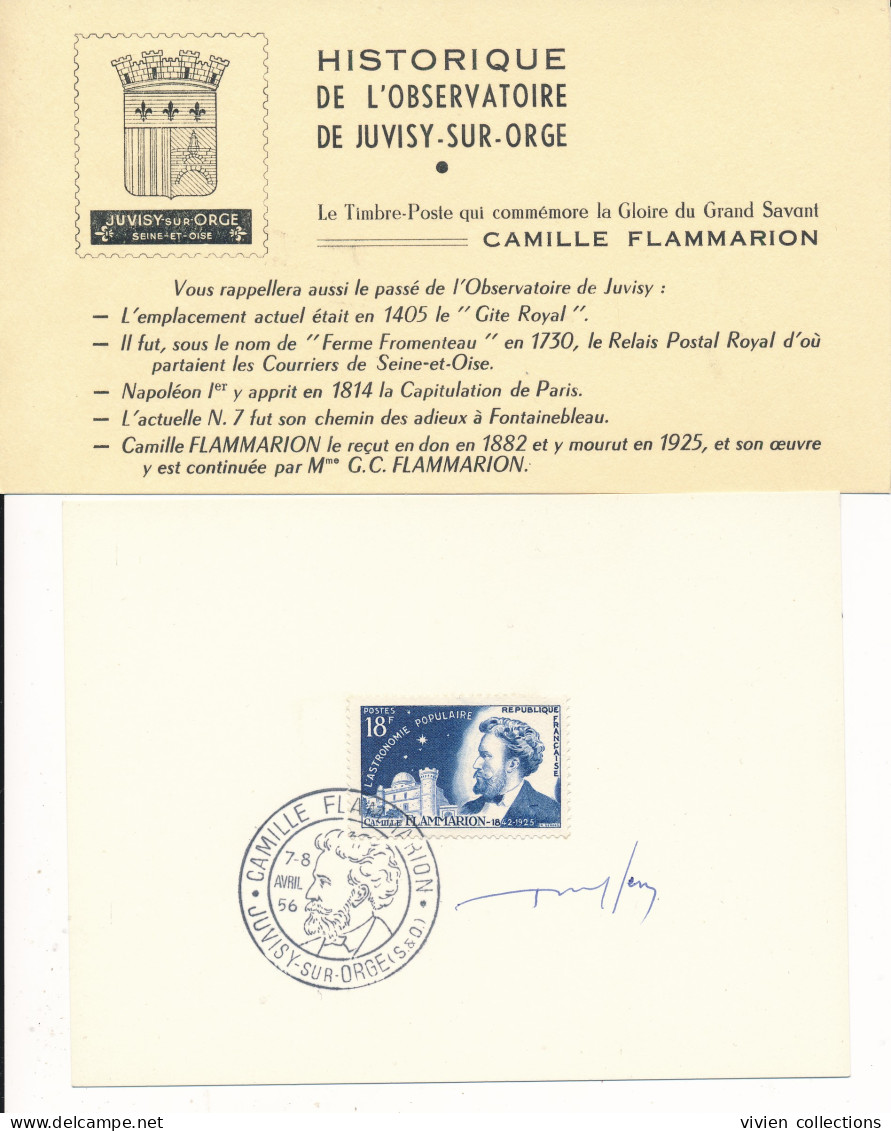 HISTORIQUE
DE L'OBSERVATOIRE
DE JUVISY-SUR-ORGE
JUVISY-SUR-ORGE
SEINE-ET-OISE
Le Timbre-Poste qui commémore la Gloire du Grand Savant
CAMILLE FLAMMARION
Vous rappellera aussi le passé de l'Observatoire de Juvisy :
— L'emplacement actuel était en 1405 le " Gite Royal ".
— Il fut, sous le nom de " Ferme Fromenteau " en 1730, le Relais Postal Royal d'où
partaient les Courriers de Seine-et-Oise.
— Napoléon Ier y apprit en 1814 la Capitulation de Paris.
— L'actuelle N. 7 fut son chemin des adieux à Fontainebleau.
— Camille FLAMMARION le reçut en don en 1882 et y mourut en 1925, et son œuvre
y est continuée par Mme G.C. FLAMMARION.
POSTES
18F
L'ASTRONOMIE POPULAIRE
REPUBLIQUE
FRANÇAISE
CAMILLE FLAMMARION-1842-1925
• CAMILLE FLAMMARION •
7-8
AVRIL
56
JUVISY-SUR-ORGE (S.&O.)
vivien collections